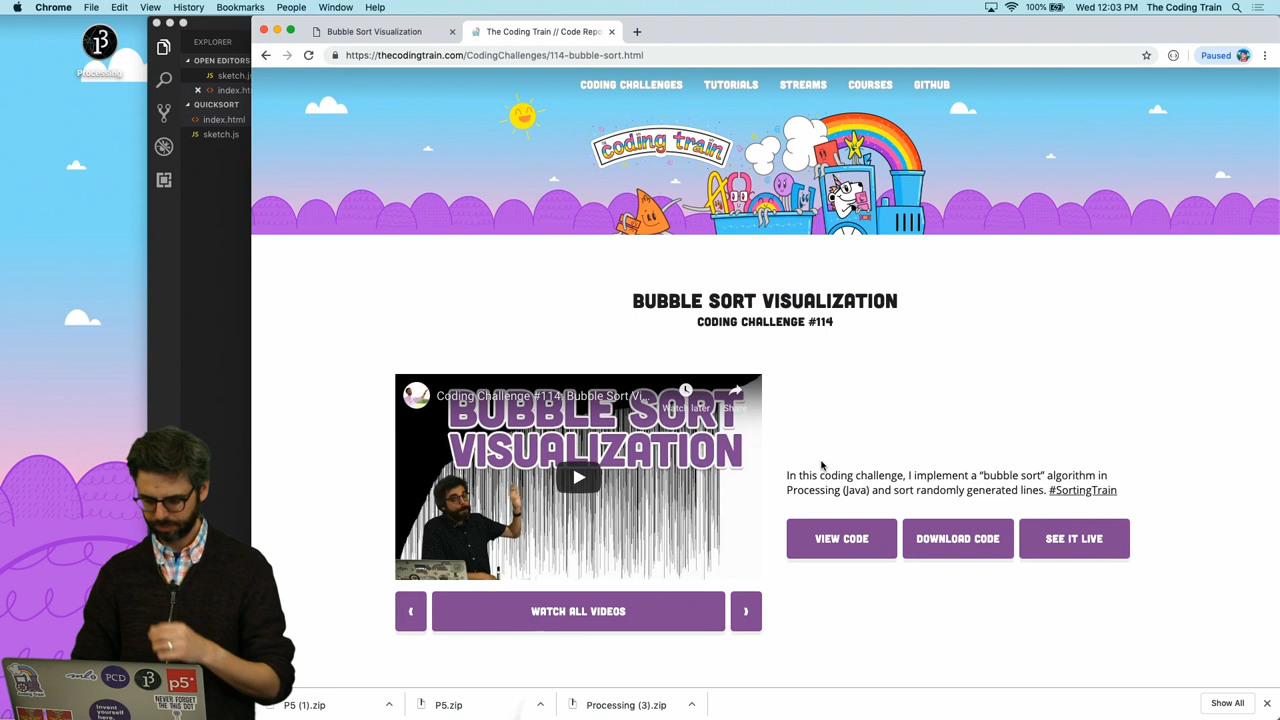 Chrome File Edit View History Bookmarks People Window Help
100% Wed 12:03 PM The Coding Train
Processing
EXPLORER
OPEN EDITORS
JS sketch.js
index.ht
QUICKSORT
index.html
JS sketch.js
Bubble Sort Visualization
The Coding Train // Code Repo
https://thecodingtrain.com/CodingChallenges/114-bubble-sort.html
Paused
CODING CHALLENGES TUTORIALS STREAMS COURSES GITHUB
coding train
BUBBLE SORT VISUALIZATION
CODING CHALLENGE #114
Coding Challenge #114: Bubble Sort Vi...
Watch later Share
BUBBLE SORT
VISUALIZATION
In this coding challenge, I implement a “bubble sort” algorithm in
Processing (Java) and sort randomly generated lines. #SortingTrain
VIEW CODE DOWNLOAD CODE SEE IT LIVE
WATCH ALL VIDEOS
PCD
p5*
NEVER FORGET
THE THIS DOT
Invent
yourself
P5 (1).zip
P5.zip
Processing (3).zip
Show All